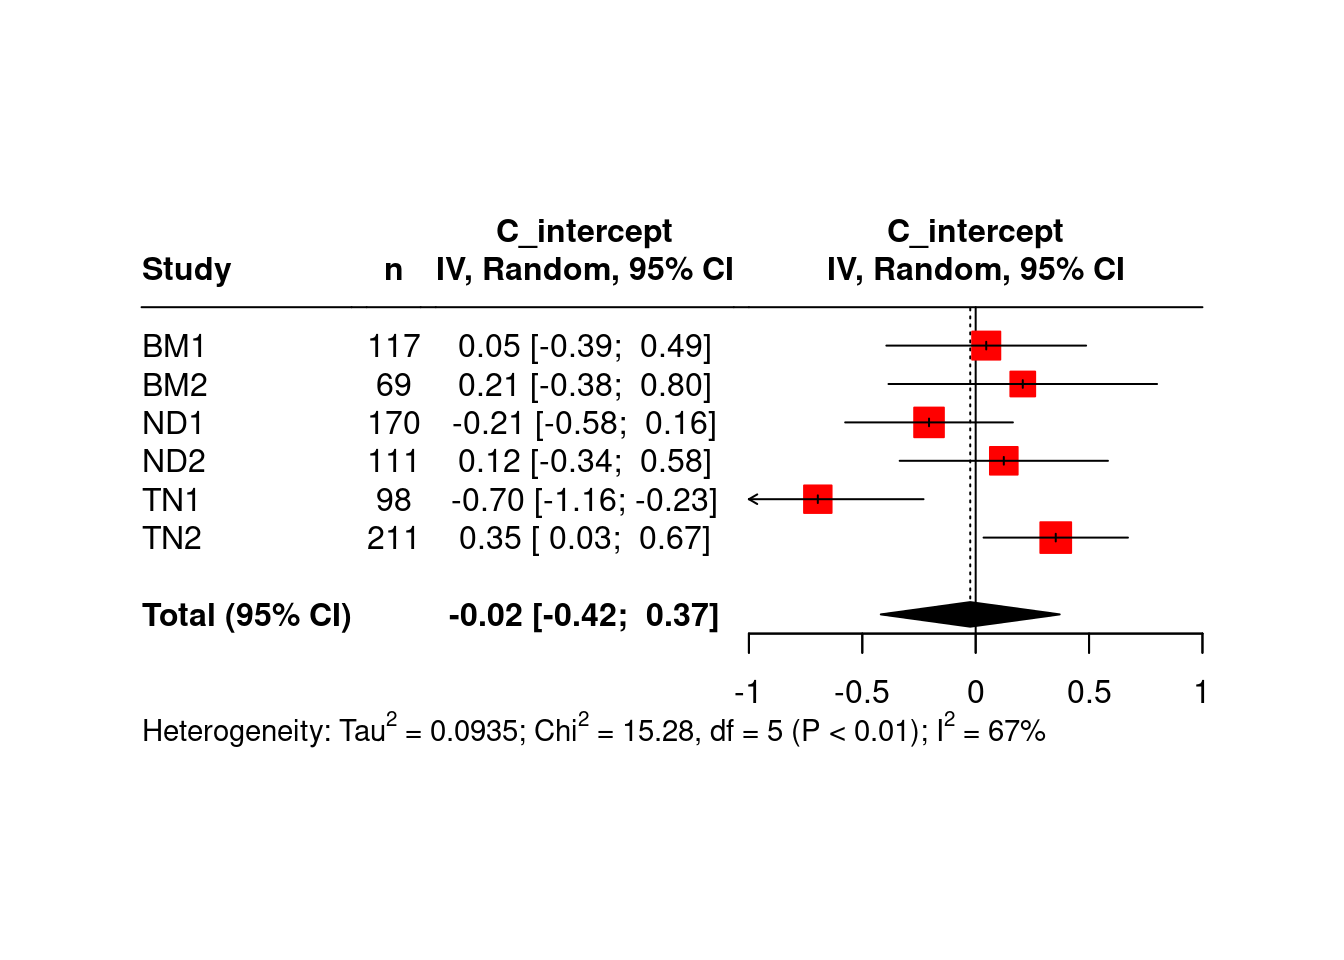 C_intercept C_intercept
Study n IV, Random, 95% CI IV, Random, 95% CI
BM1 117 0.05 [-0.39; 0.49]
BM2 69 0.21 [-0.38; 0.80]
ND1 170 -0.21 [-0.58; 0.16]
ND2 111 0.12 [-0.34; 0.58]
TN1 98 -0.70 [-1.16; -0.23]
TN2 211 0.35 [ 0.03; 0.67]
Total (95% CI) -0.02 [-0.42; 0.37]
-1 -0.5 0 0.5 1
Heterogeneity: Tau² = 0.0935; Chi² = 15.28, df = 5 (P < 0.01); I² = 67%